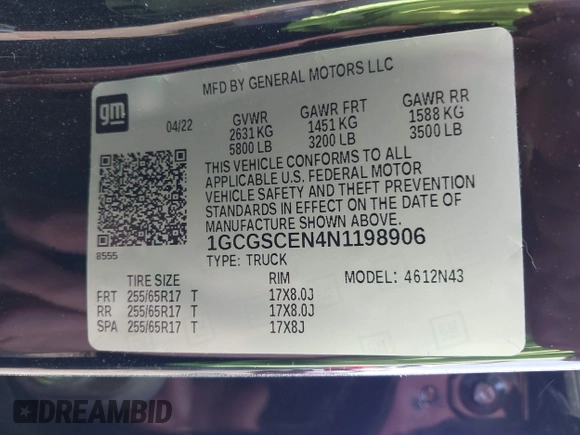 MFD BY GENERAL MOTORS LLC
gm
04/22
GVWR GAWR FRT GAWR RR
2631 KG 1451 KG 1588 KG
5800 LB 3200 LB 3500 LB
THIS VEHICLE CONFORMS TO ALL
APPLICABLE U.S. FEDERAL MOTOR
VEHICLE SAFETY AND THEFT PREVENTION
STANDARDS IN EFFECT ON THE DATE OF
MANUFACTURE SHOWN ABOVE.
8555
1GCGSCEN4N1198906
TYPE: TRUCK
TIRE SIZE RIM MODEL: 4612N43
FRT 255/65R17 T 17X8.0J
RR 255/65R17 T 17X8.0J
SPA 255/65R17 T 17X8J
DREAMBID